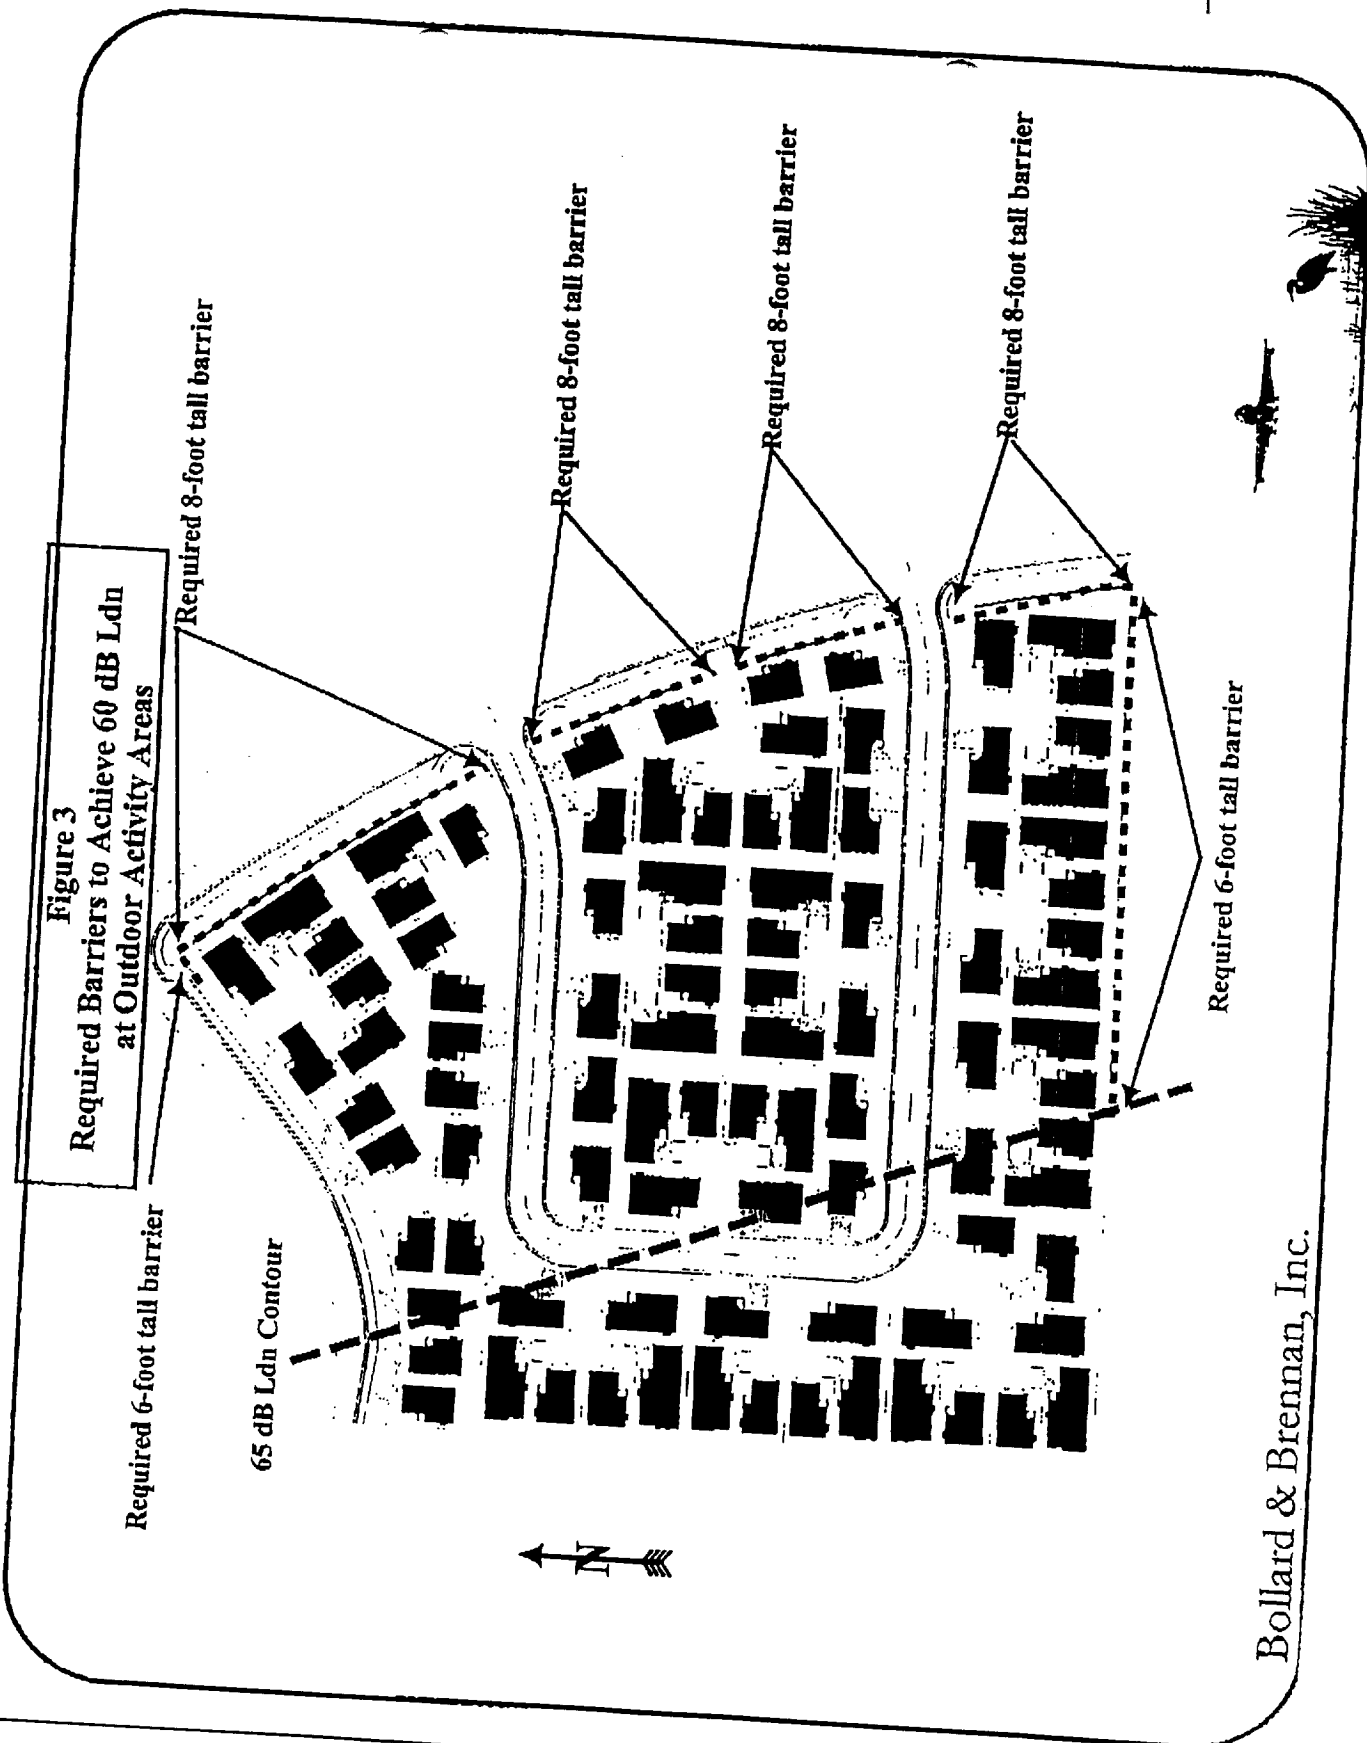 Figure 3
Required Barriers to Achieve 60 dB Ldn
at Outdoor Activity Areas
Required 8-foot tall barrier
Required 6-foot tall barrier
65 dB Ldn Contour
Required 8-foot tall barrier
Required 8-foot tall barrier
Required 8-foot tall barrier
N
Required 6-foot tall barrier
Bollard & Brennan, Inc.